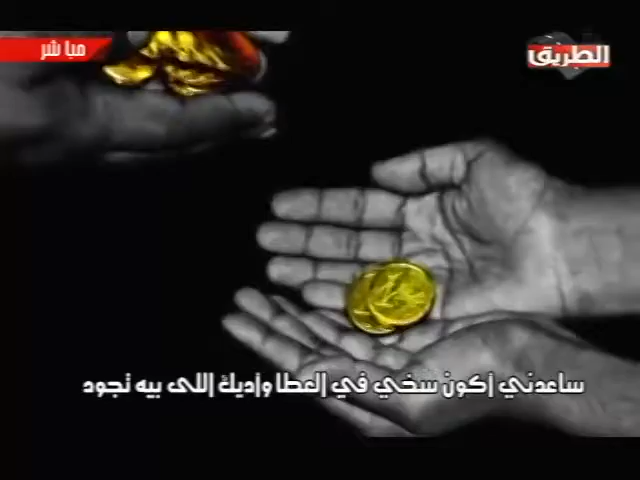 مباشر
الطريق
ساعدني أكون سخي في العطا وأديك اللى بيه تجود